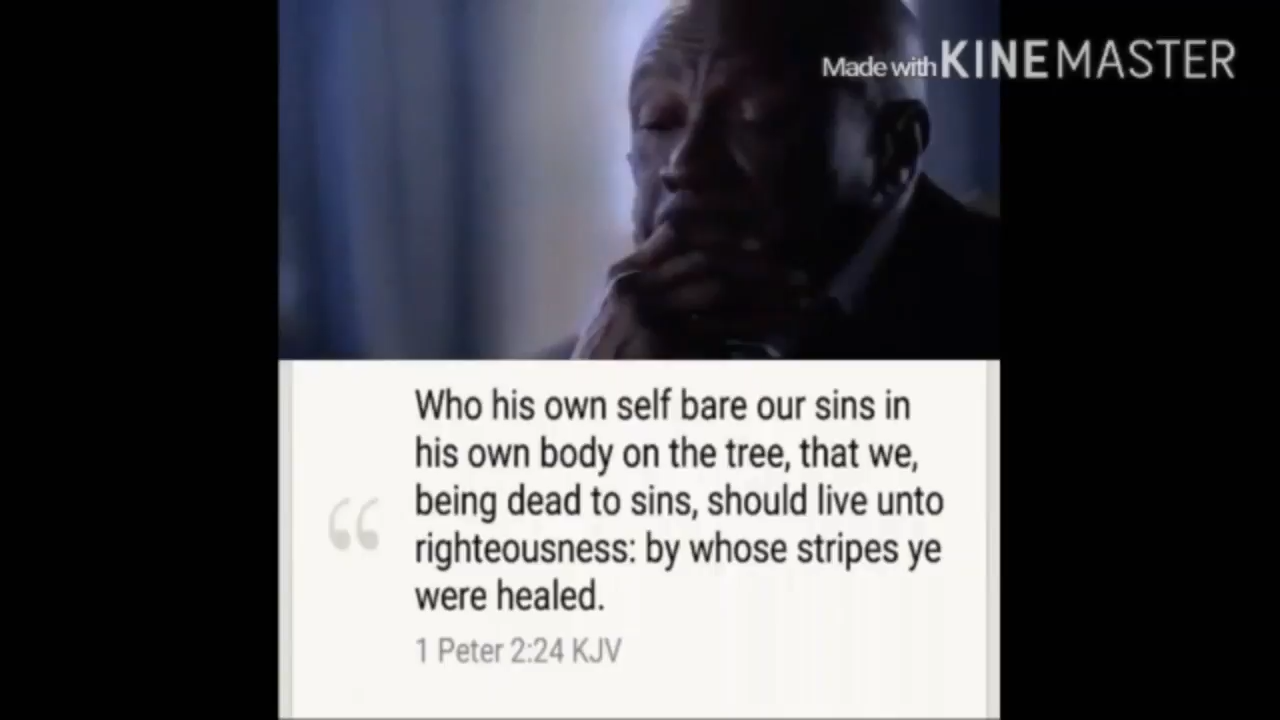 Made with KINEMASTER
Who his own self bare our sins in
his own body on the tree, that we,
being dead to sins, should live unto
righteousness: by whose stripes ye
were healed.
1 Peter 2:24 KJV